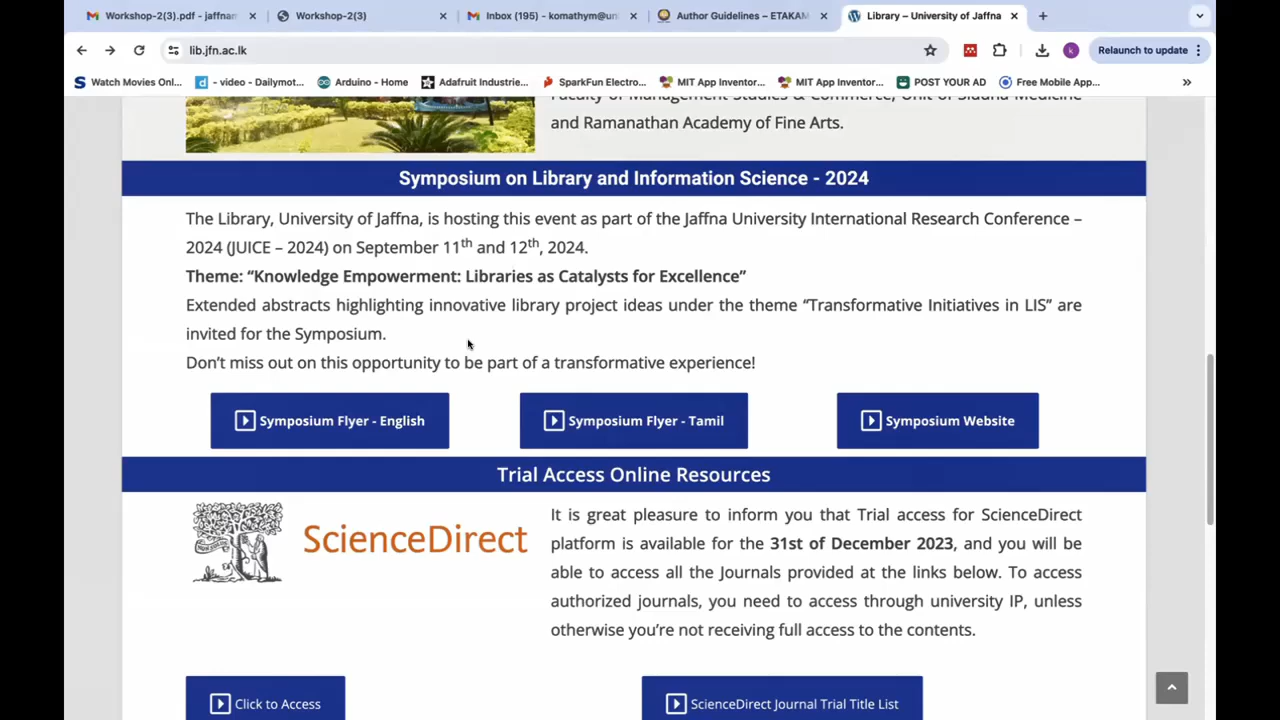 Workshop-2(3).pdf - jaffnan
Workshop-2(3)
Inbox (195) - komathym@uni
Author Guidelines – ETAKAM
Library – University of Jaffna
lib.jfn.ac.lk
k
Relaunch to update
Watch Movies Onl...
- video - Dailymot...
Arduino - Home
Adafruit Industrie...
SparkFun Electro...
MIT App Inventor...
MIT App Inventor...
POST YOUR AD
Free Mobile App...
»
Faculty of Management Studies & Commerce, Unit of Siddha Medicine
and Ramanathan Academy of Fine Arts.
Symposium on Library and Information Science - 2024
The Library, University of Jaffna, is hosting this event as part of the Jaffna University International Research Conference –
2024 (JUICE – 2024) on September 11th and 12th, 2024.
Theme: “Knowledge Empowerment: Libraries as Catalysts for Excellence”
Extended abstracts highlighting innovative library project ideas under the theme “Transformative Initiatives in LIS” are
invited for the Symposium.
Don’t miss out on this opportunity to be part of a transformative experience!
Symposium Flyer - English
Symposium Flyer - Tamil
Symposium Website
Trial Access Online Resources
ScienceDirect
It is great pleasure to inform you that Trial access for ScienceDirect
platform is available for the 31st of December 2023, and you will be
able to access all the Journals provided at the links below. To access
authorized journals, you need to access through university IP, unless
otherwise you’re not receiving full access to the contents.
Click to Access
ScienceDirect Journal Trial Title List